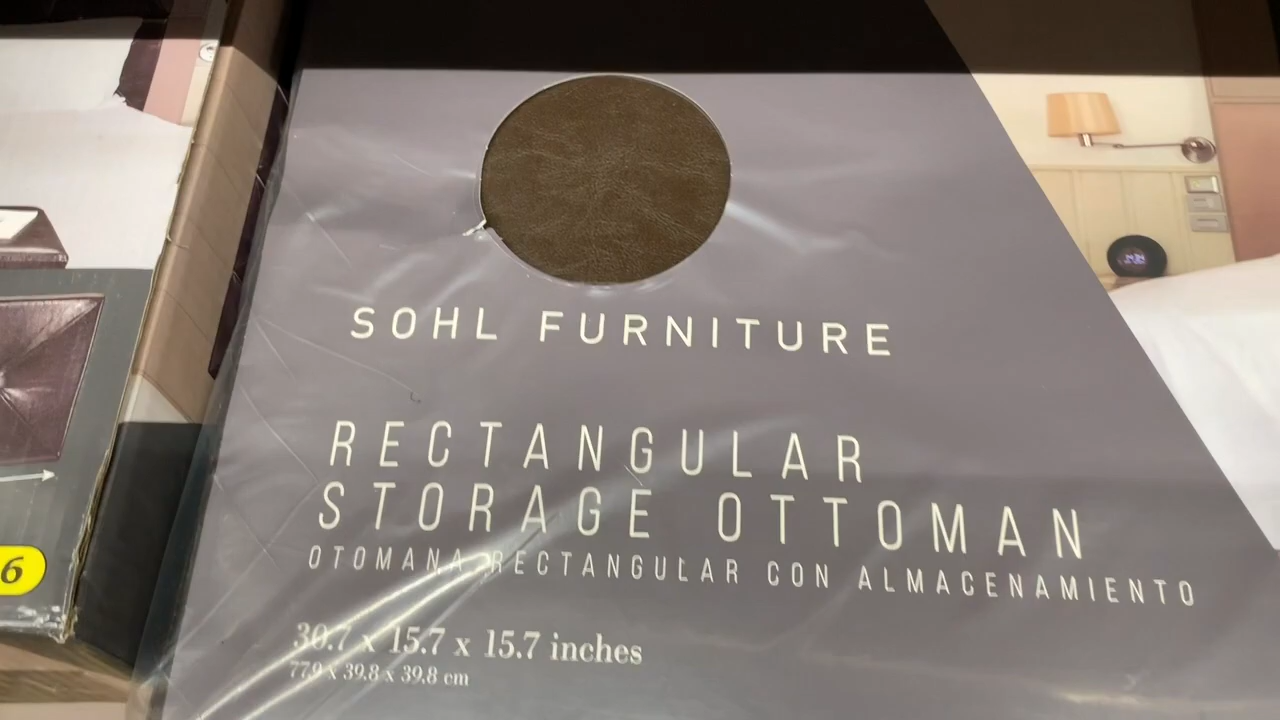 SOHL FURNITURE
RECTANGULAR
STORAGE OTTOMAN
OTOMANA RECTANGULAR CON ALMACENAMIENTO
30.7 x 15.7 x 15.7 inches
77.9 x 39.8 x 39.8 cm
6